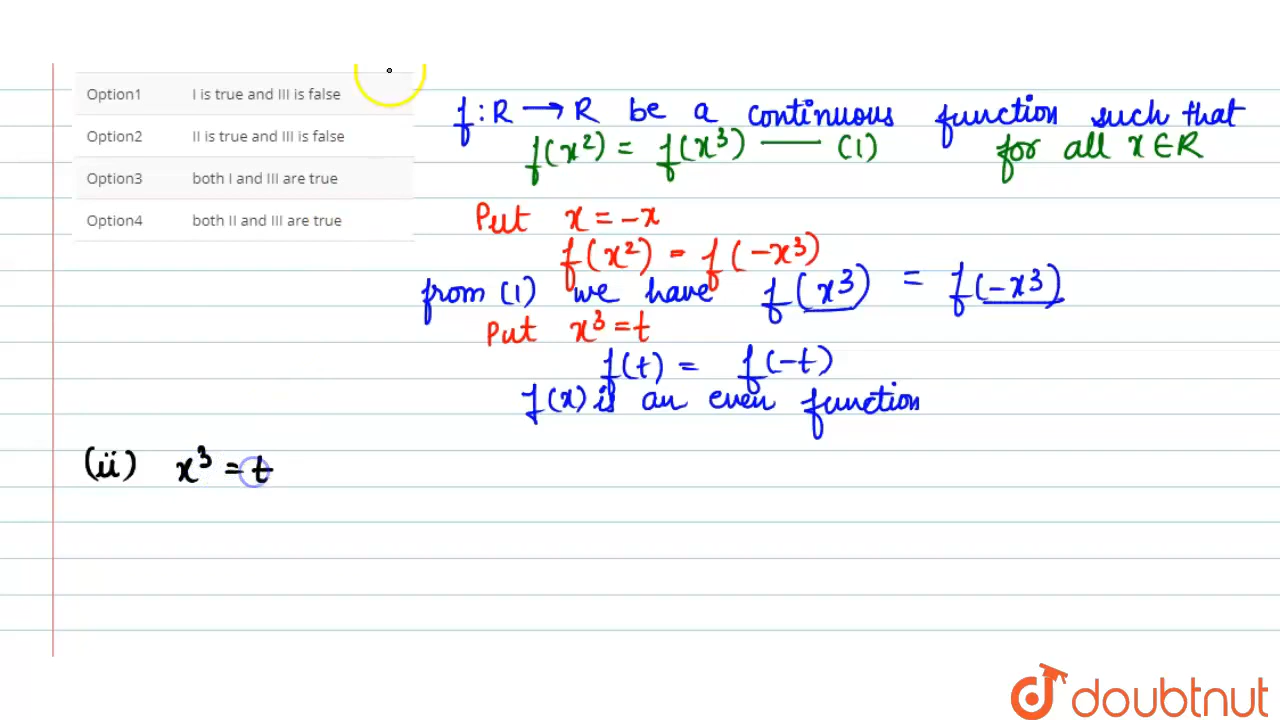 Option1 I is true and III is false
Option2 II is true and III is false
Option3 both I and III are true
Option4 both II and III are true
f : R → R be a continuous function such that
f(x²) = f(x³) —— (1) for all x ∈ R
Put x = -x
f(x²) = f(-x³)
from (1) we have f(x³) = f(-x³)
Put x³ = t
f(t) = f(-t)
f(x) is an even function
(ii) x³ = t
doubtnut